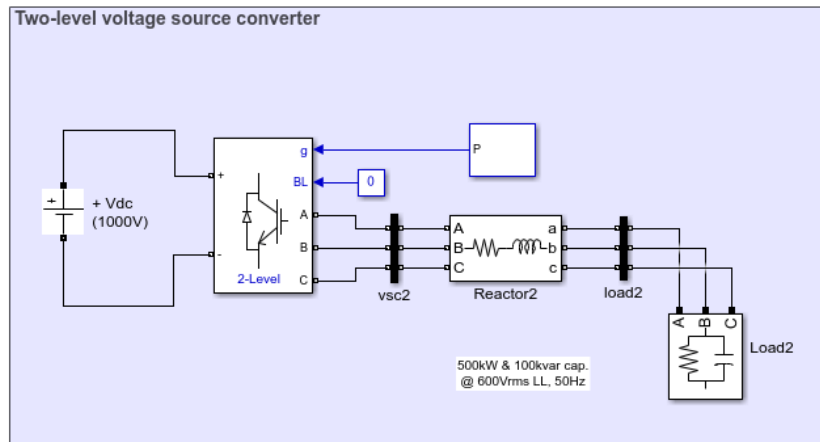 Two-level voltage source converter
g
P
+
BL
0
+
+ Vdc
(1000V)
A
B
C
-
2-Level
vsc2
A
B
C
a
b
c
Reactor2
load2
A
B
C
Load2
500kW & 100kvar cap.
@ 600Vrms LL, 50Hz